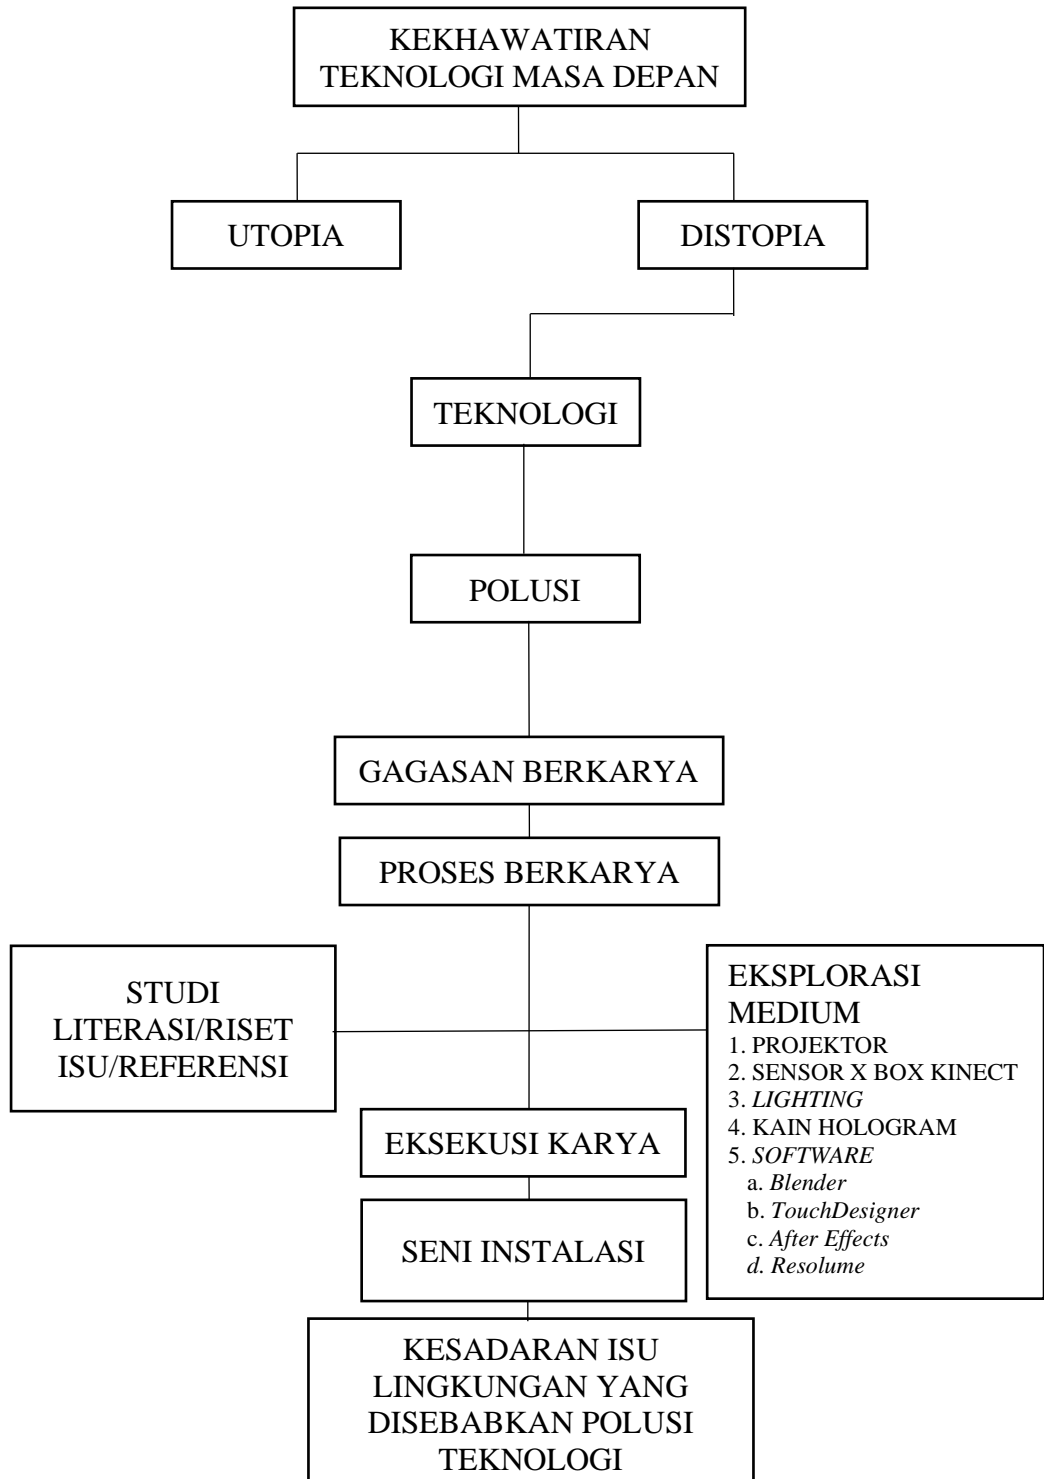 KEKHAWATIRAN
TEKNOLOGI MASA DEPAN
UTOPIA
DISTOPIA
TEKNOLOGI
POLUSI
GAGASAN BERKARYA
PROSES BERKARYA
STUDI
LITERASI/RISET
ISU/REFERENSI
EKSPLORASI
MEDIUM
1. PROJEKTOR
2. SENSOR X BOX KINECT
3. LIGHTING
4. KAIN HOLOGRAM
5. SOFTWARE
a. Blender
b. TouchDesigner
c. After Effects
d. Resolume
EKSEKUSI KARYA
SENI INSTALASI
KESADARAN ISU
LINGKUNGAN YANG
DISEBABKAN POLUSI
TEKNOLOGI